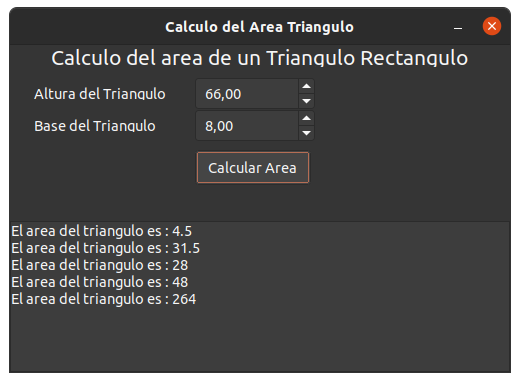 Calculo del Area Triangulo
Calculo del area de un Triangulo Rectangulo
Altura del Triangulo 66,00
Base del Triangulo 8,00
Calcular Area
El area del triangulo es : 4.5
El area del triangulo es : 31.5
El area del triangulo es : 28
El area del triangulo es : 48
El area del triangulo es : 264